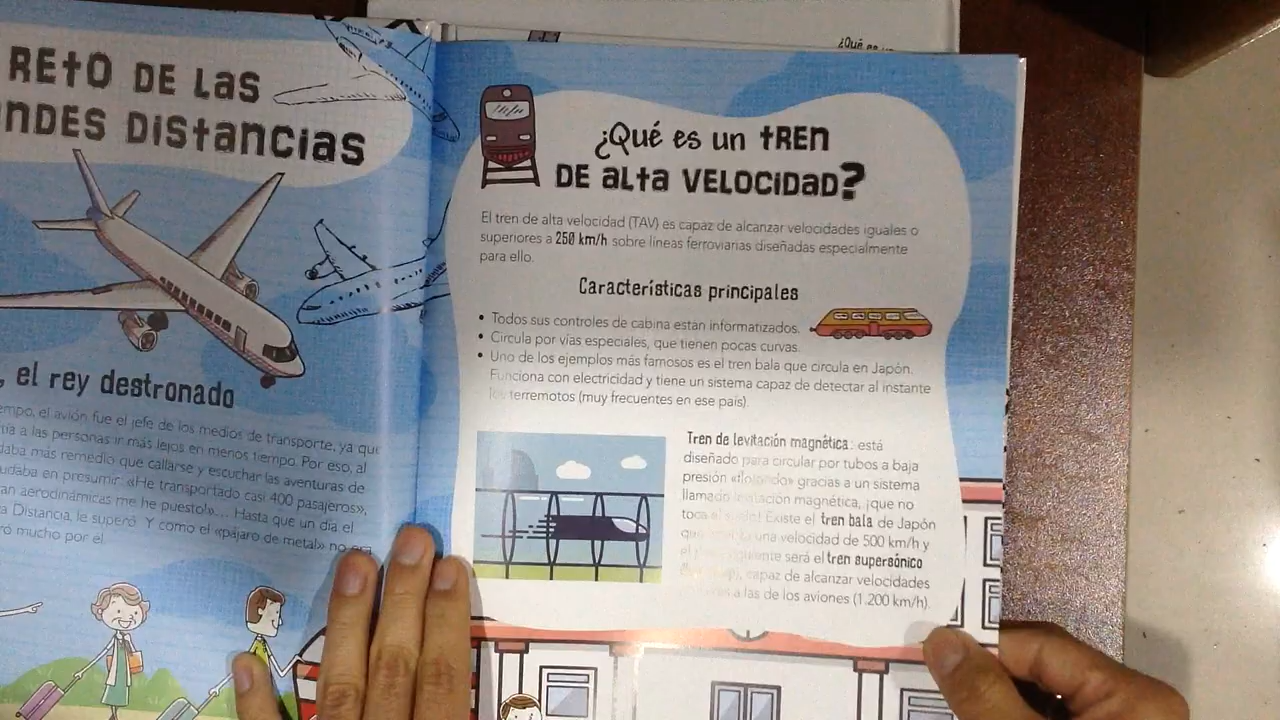 RETO DE LAS
NDES DISTANCIAS
, el rey destronado
empo, el avión fue el jefe de los medios de transporte, ya que
a a las personas ir más lejos en menos tiempo. Por eso, al
daba más remedio que callarse y escuchar las aventuras de
udaba en presumir: «He transportado casi 400 pasajeros»,
an aerodinámicas me he puesto!»... Hasta que un día el
a Distancia, le superó. Y como el «pájaro de metal» no era
ró mucho por él.
¿Qué es un
¿Qué es un tren
DE alta VELOCIDAD?
El tren de alta velocidad (TAV) es capaz de alcanzar velocidades iguales o
superiores a 250 km/h sobre líneas ferroviarias diseñadas especialmente
para ello.
Características principales
• Todos sus controles de cabina están informatizados.
• Circula por vías especiales, que tienen pocas curvas.
• Uno de los ejemplos más famosos es el tren bala que circula en Japón.
Funciona con electricidad y tiene un sistema capaz de detectar al instante
los terremotos (muy frecuentes en ese país).
Tren de levitación magnética: está
diseñado para circular por tubos a baja
presión «flotando» gracias a un sistema
llamado levitación magnética, ¡que no
toca el suelo! Existe el tren bala de Japón
que una velocidad de 500 km/h y
el siguiente será el tren supersónico
capaz de alcanzar velocidades
a las de los aviones (1.200 km/h).